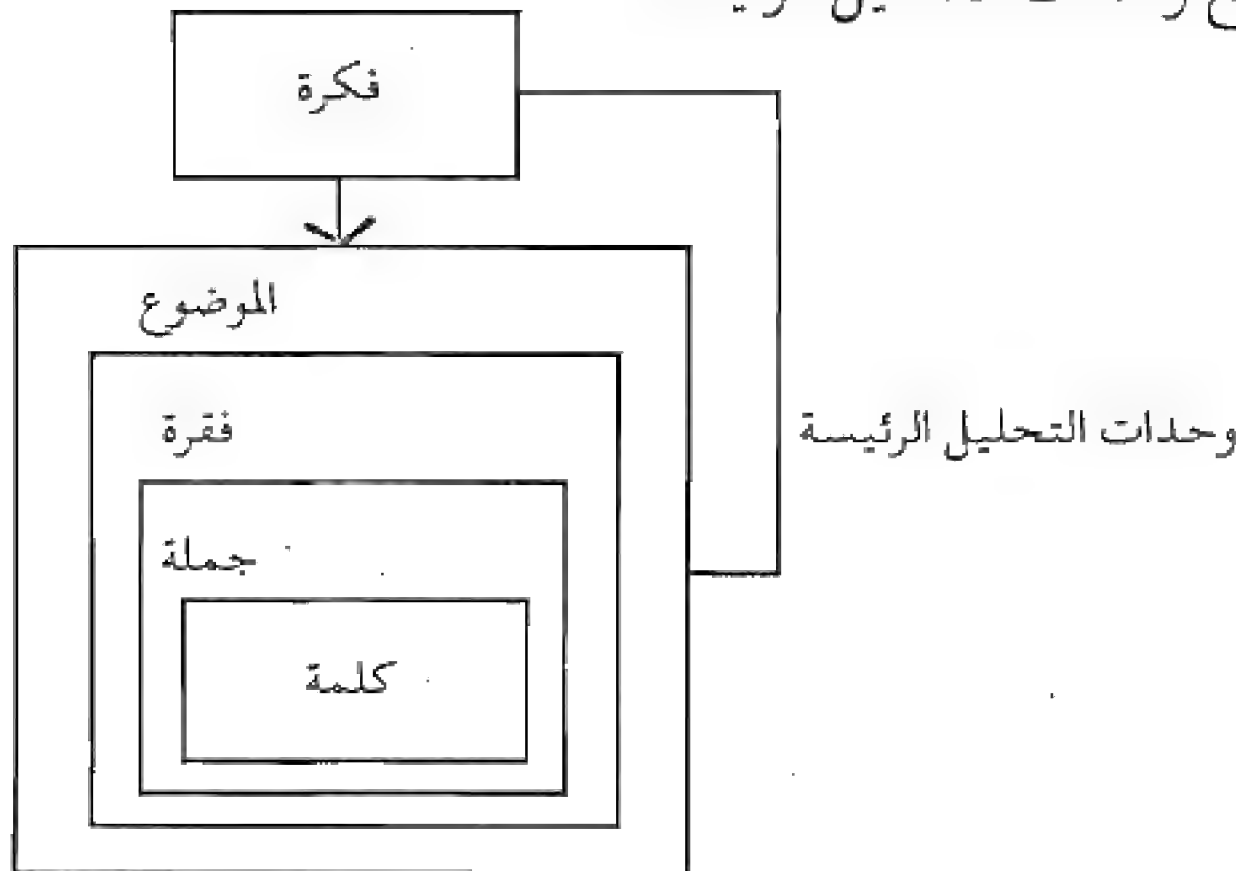 فكرة
الموضوع
فقرة
وحدات التحليل الرئيسة
جملة
كلمة